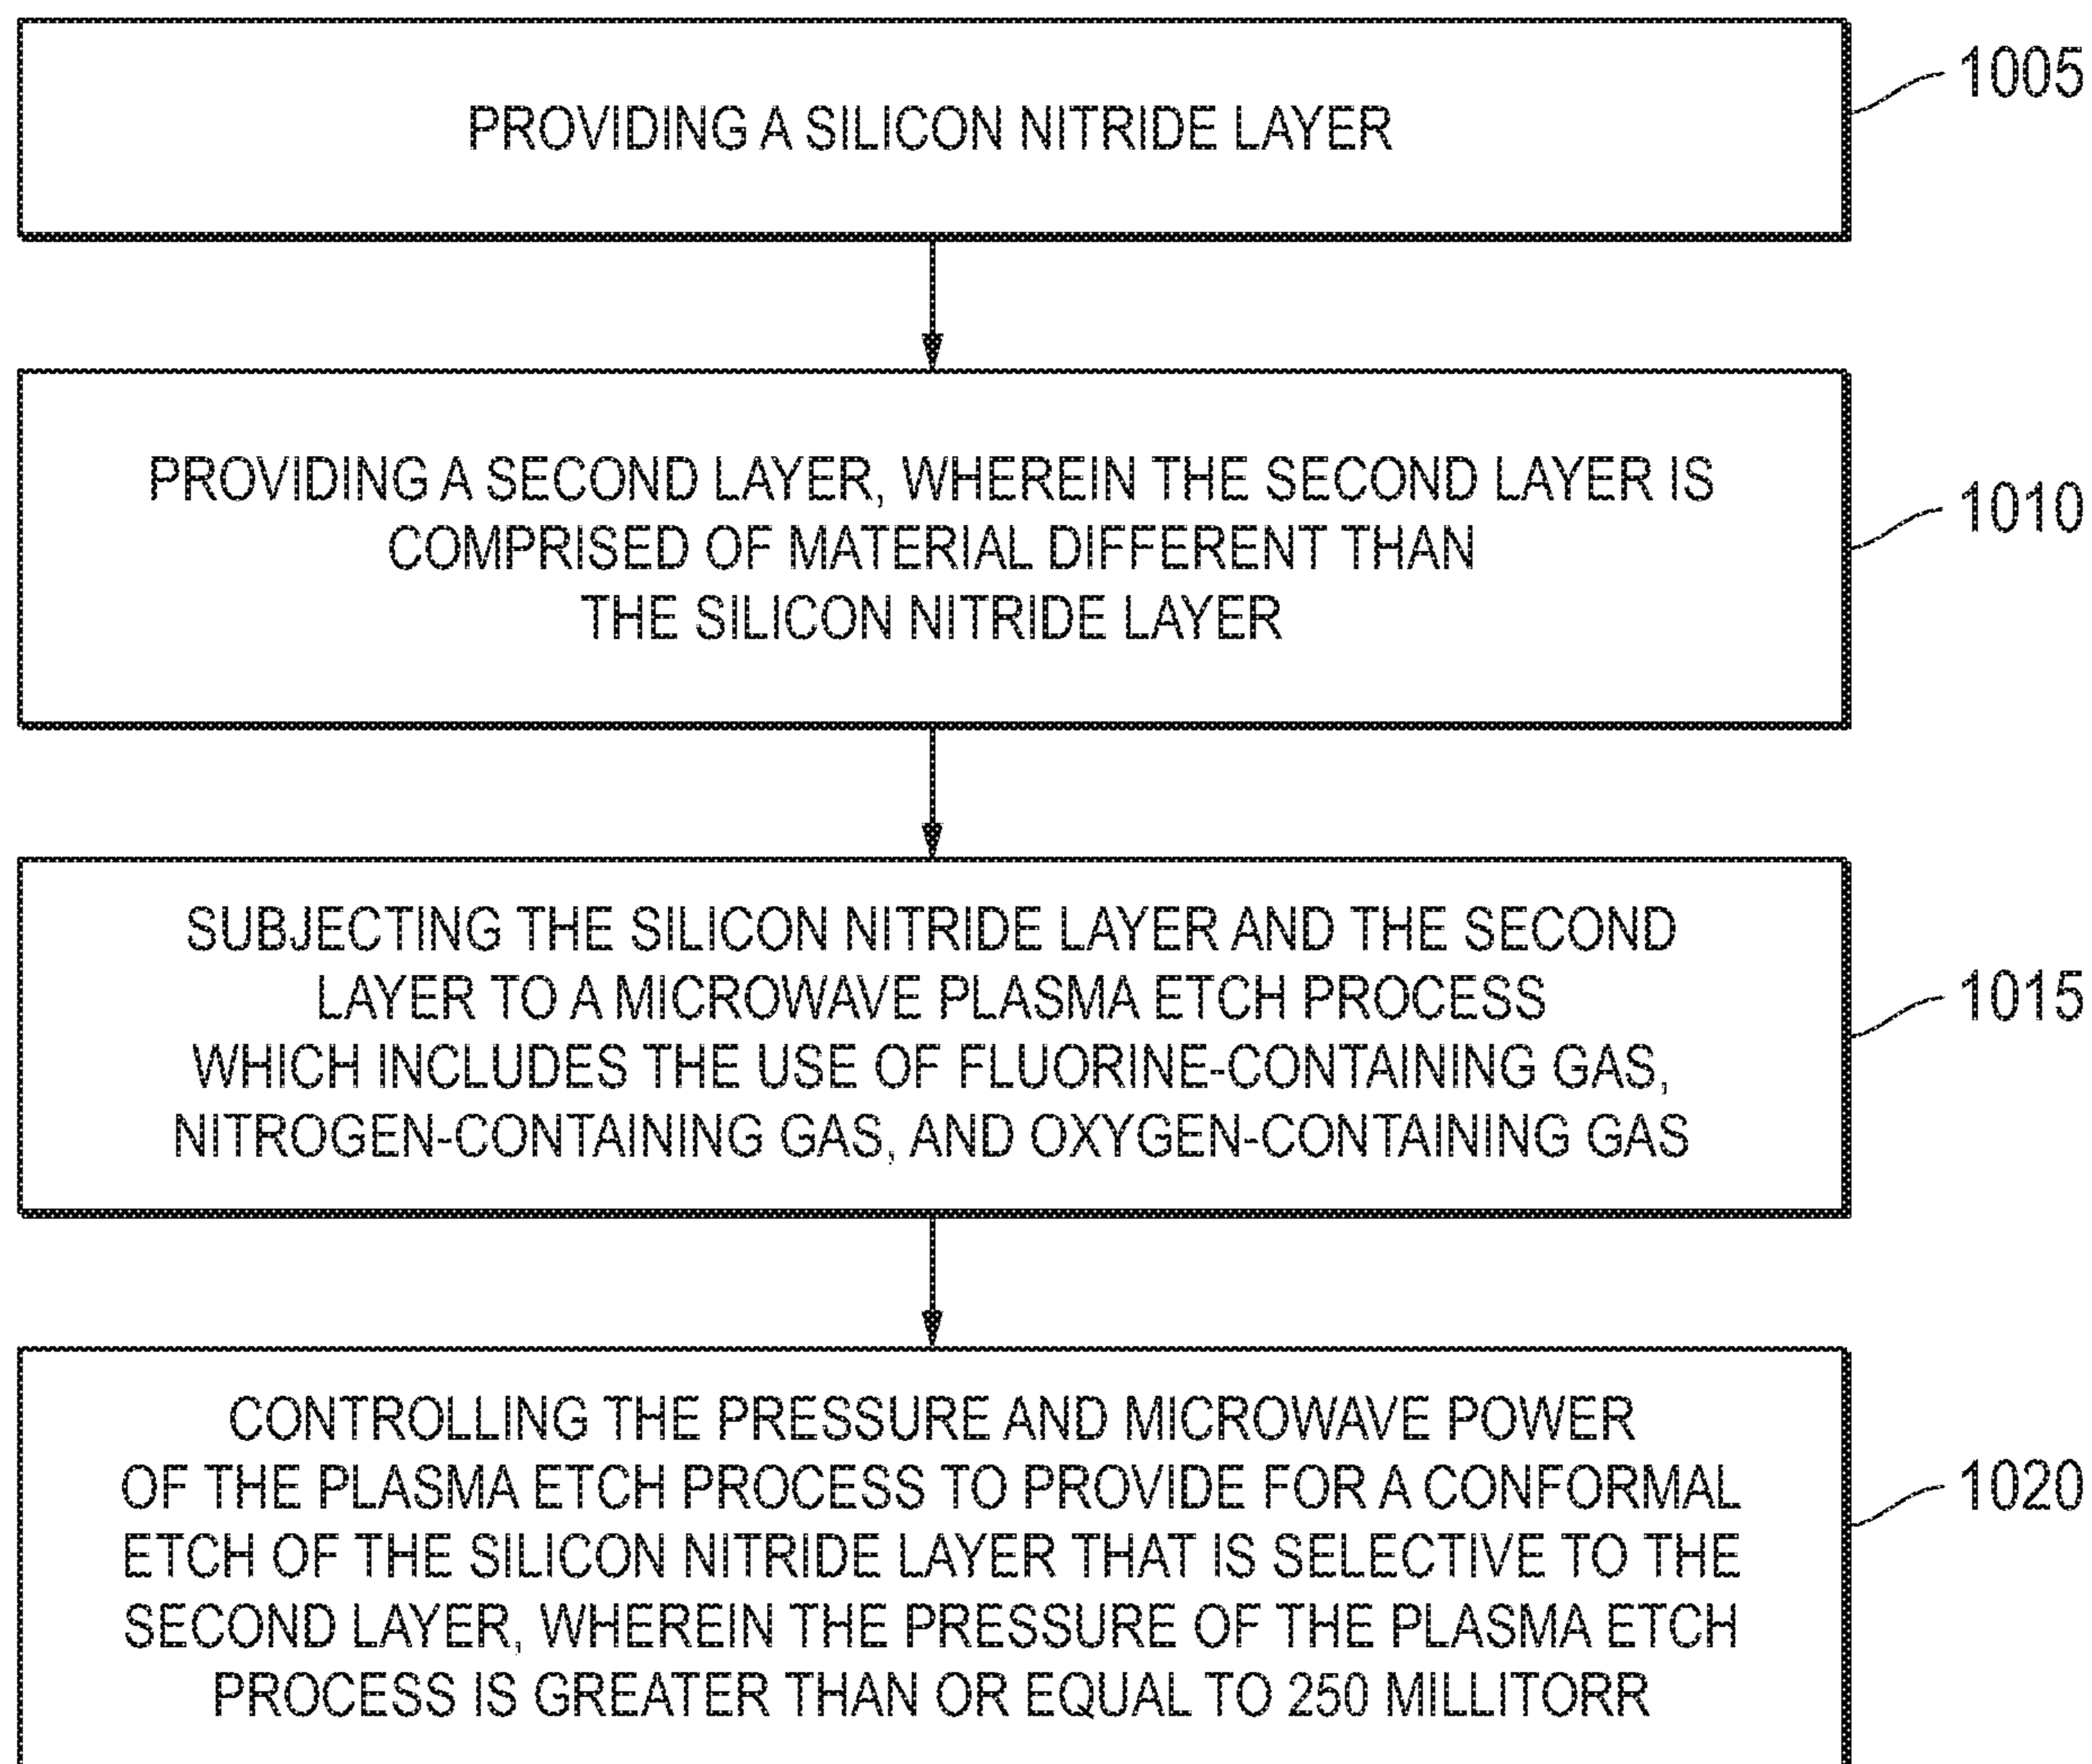 PROVIDING A SILICON NITRIDE LAYER
1005
PROVIDING A SECOND LAYER, WHEREIN THE SECOND LAYER IS
COMPRISED OF MATERIAL DIFFERENT THAN
THE SILICON NITRIDE LAYER
1010
SUBJECTING THE SILICON NITRIDE LAYER AND THE SECOND
LAYER TO A MICROWAVE PLASMA ETCH PROCESS
WHICH INCLUDES THE USE OF FLUORINE-CONTAINING GAS,
NITROGEN-CONTAINING GAS, AND OXYGEN-CONTAINING GAS
1015
CONTROLLING THE PRESSURE AND MICROWAVE POWER
OF THE PLASMA ETCH PROCESS TO PROVIDE FOR A CONFORMAL
ETCH OF THE SILICON NITRIDE LAYER THAT IS SELECTIVE TO THE
SECOND LAYER, WHEREIN THE PRESSURE OF THE PLASMA ETCH
PROCESS IS GREATER THAN OR EQUAL TO 250 MILLITORR
1020